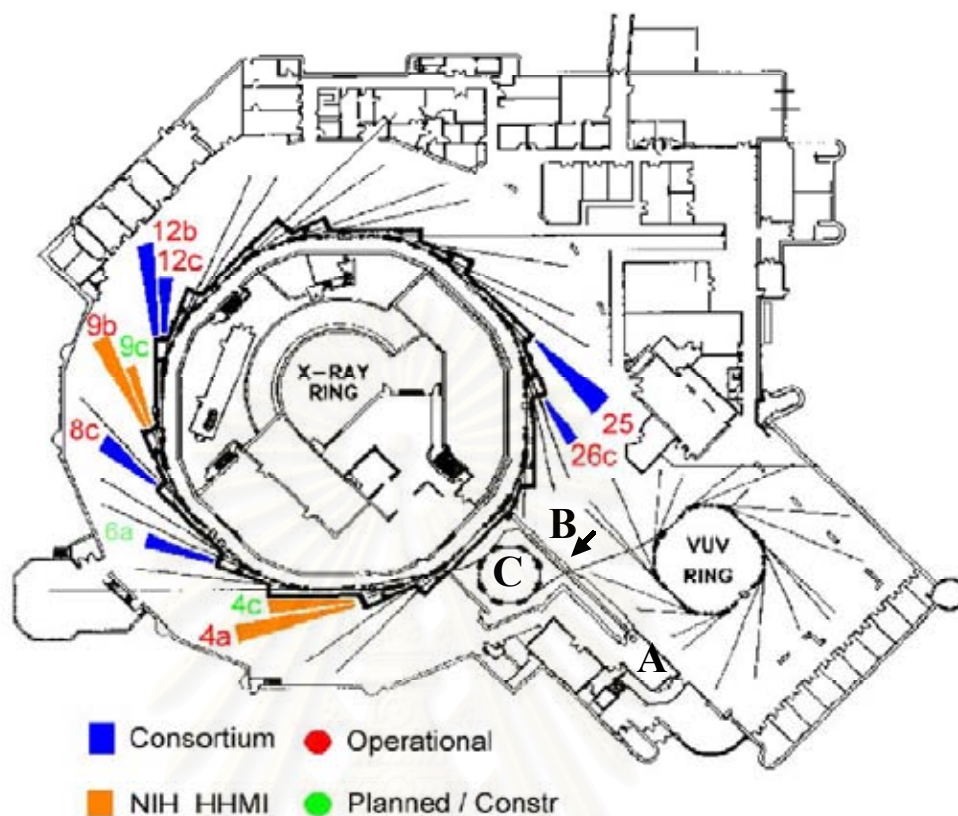 12b
12c
9b
9c
X-RAY
RING
8c
25
26c
6a
B
VUV
RING
C
4c
4a
A
Consortium
Operational
NIH HHMI
Planned / Constr